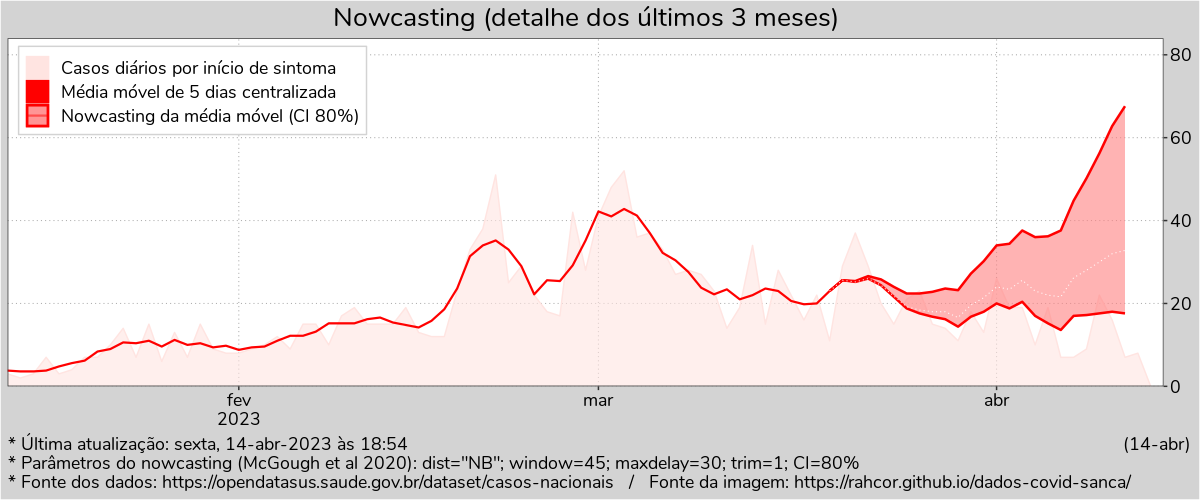 Nowcasting (detalhe dos últimos 3 meses)
Casos diários por início de sintoma
Média móvel de 5 dias centralizada
Nowcasting da média móvel (CI 80%)
80
60
40
20
0
fev
2023
mar
abr
* Última atualização: sexta, 14-abr-2023 às 18:54
(14-abr)
* Parâmetros do nowcasting (McGough et al 2020): dist="NB"; window=45; maxdelay=30; trim=1; CI=80%
* Fonte dos dados: https://opendatasus.saude.gov.br/dataset/casos-nacionais / Fonte da imagem: https://rahcor.github.io/dados-covid-sanca/